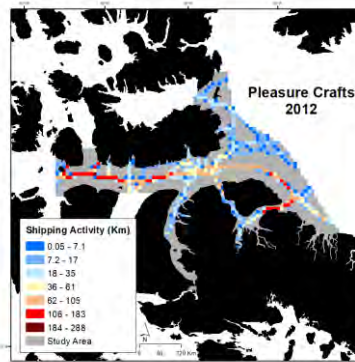 Pleasure Crafts
2012
Shipping Activity (Km)
0.05 - 7.1
7.2 - 17
18 - 35
36 - 61
62 - 105
106 - 183
184 - 288
Study Area
N